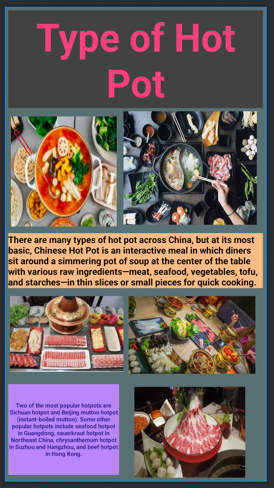 Type of Hot
Pot
There are many types of hot pot across China, but at its most
basic, Chinese Hot Pot is an interactive meal in which diners
sit around a simmering pot of soup at the center of the table
with various raw ingredients—meat, seafood, vegetables, tofu,
and starches—in thin slices or small pieces for quick cooking.
Two of the most popular hotpots are
Sichuan hotpot and Beijing mutton hotpot
(instant-boiled mutton). Some other
popular hotpots include seafood hotpot
in Guangdong, sauerkraut hotpot in
Northeast China, chrysanthemum hotpot
in Suzhou and Hangzhou, and beef hotpot
in Hong Kong.